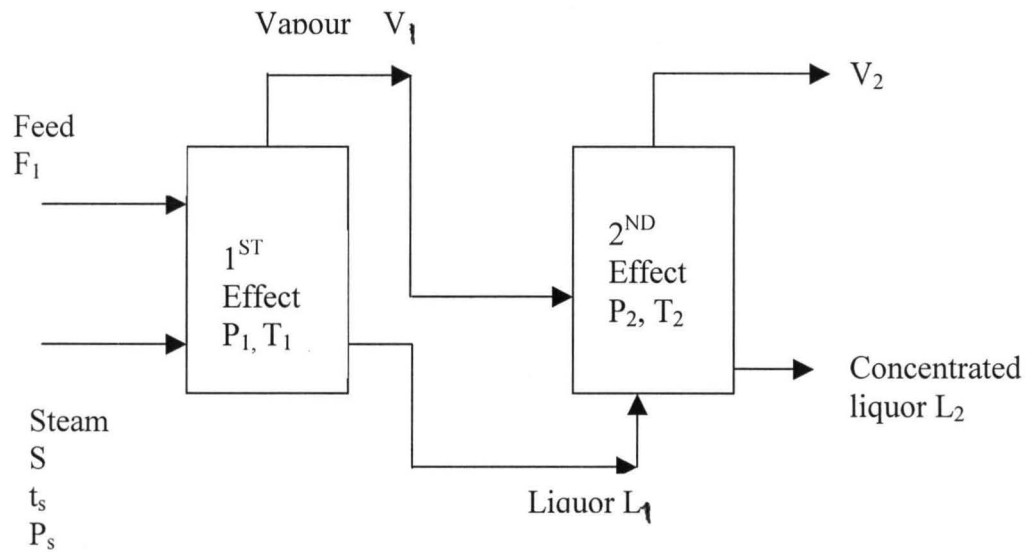 Vapour V₁
V₂
Feed
F₁
1ˢᵀ
Effect
P₁, T₁
2ᴺᴰ
Effect
P₂, T₂
Concentrated
liquor L₂
Steam
S
tₛ
Pₛ
Liquor L₁